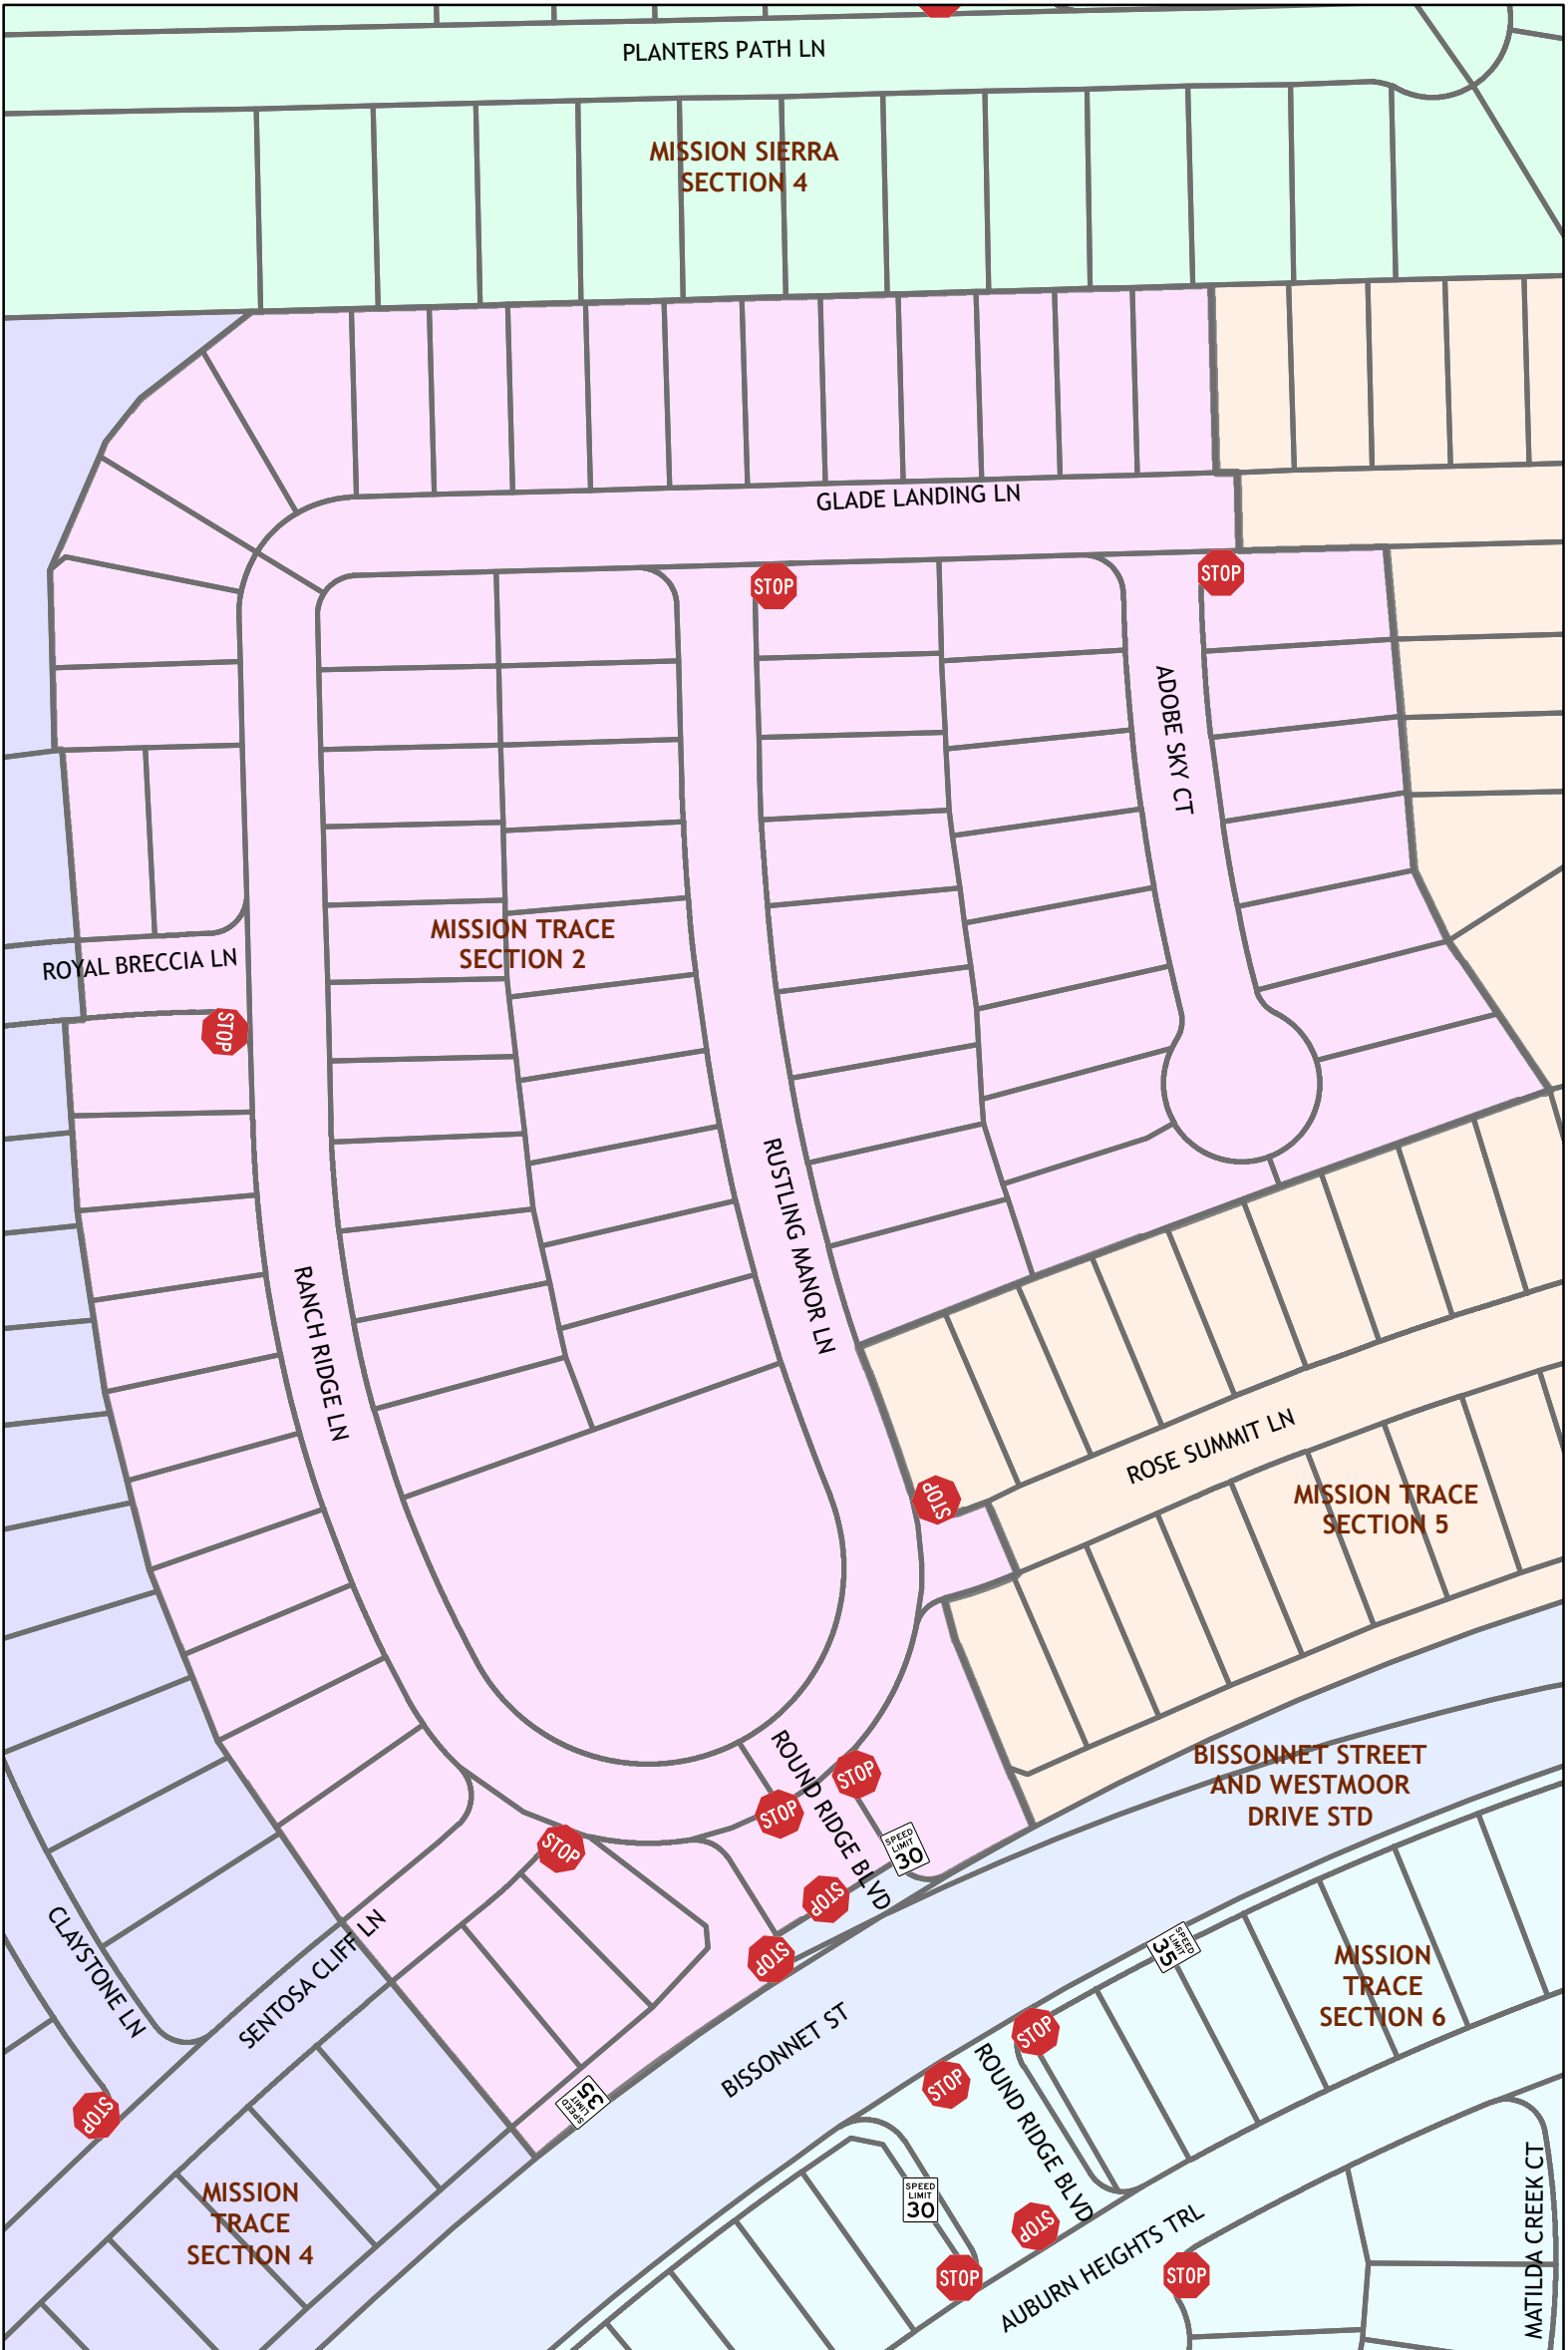 PLANTERS PATH LN
MISSION SIERRA
SECTION 4
GLADE LANDING LN
STOP
STOP
ADOBE SKY CT
MISSION TRACE
SECTION 2
ROYAL BRECCIA LN
STOP
RUSTLING MANOR LN
RANCH RIDGE LN
ROSE SUMMIT LN
STOP
MISSION TRACE
SECTION 5
ROUND RIDGE BLVD
STOP
STOP
STOP
SPEED
LIMIT
30
BISSONNET STREET
AND WESTMOOR
DRIVE STD
STOP
STOP
CLAYSTONE LN
SENTOSA CLIFF LN
SPEED
LIMIT
35
MISSION
TRACE
SECTION 6
BISSONNET ST
STOP
STOP
ROUND RIDGE BLVD
SPEED
LIMIT
35
STOP
MISSION
TRACE
SECTION 4
SPEED
LIMIT
30
STOP
STOP
AUBURN HEIGHTS TRL
STOP
MATILDA CREEK CT